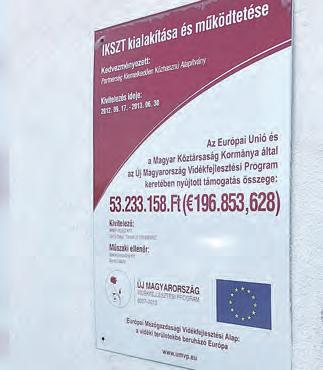 IKSZT kialakítása és működtetése
Kedvezményezett:
Partnerség Kiemelkedően Közhasznú Alapítvány
Kivitelezés ideje:
2012. 09. 17. - 2013. 06. 30
Az Európai Unió és
a Magyar Köztársaság Kormánya által
az Új Magyarország Vidékfejlesztési Program
keretében nyújtott támogatás összege:
53.233.158.Ft (€196.853,628)
Kivitelező:
Műszaki ellenőr:
ÚJ MAGYARORSZÁG
VIDÉKFEJLESZTÉSI PROGRAM
2007-2013
Európai Mezőgazdasági Vidékfejlesztési Alap:
a vidéki területekbe beruházó Európa
www.umvp.eu